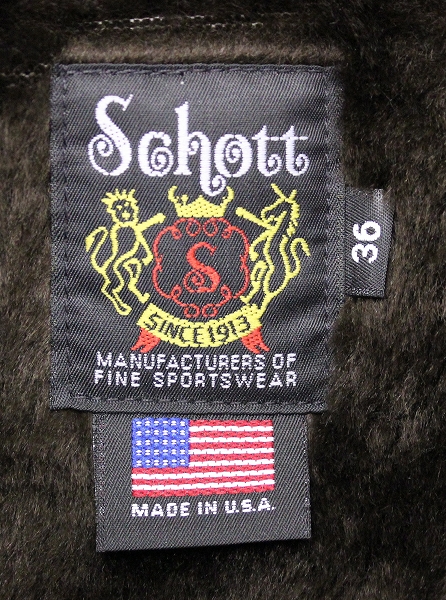 Schott
36
S
SINCE 1913
MANUFACTURERS OF
FINE SPORTSWEAR
MADE IN U.S.A.